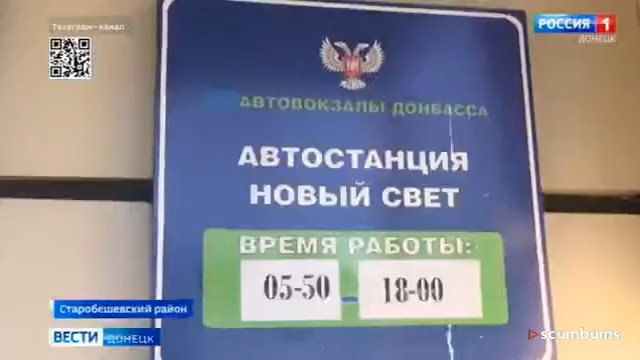 Телеграм-канал
РОССИЯ 1
ДОНЕЦК
АВТОВОКЗАЛЫ ДОНБАССА
АВТОСТАНЦИЯ
НОВЫЙ СВЕТ
ВРЕМЯ РАБОТЫ:
05-50 – 18-00
Старобешевский район
ВЕСТИ ДОНЕЦК
scumbums